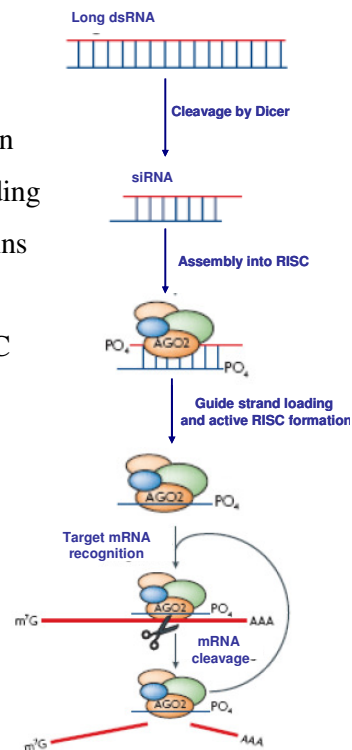 Long dsRNA
Cleavage by Dicer
siRNA
Assembly into RISC
PO4
AGO2
PO4
Guide strand loading
and active RISC formation
AGO2
PO4
Target mRNA
recognition
AGO2
PO4
m7G
AAA
mRNA
cleavage
AGO2
PO4
m7G
AAA